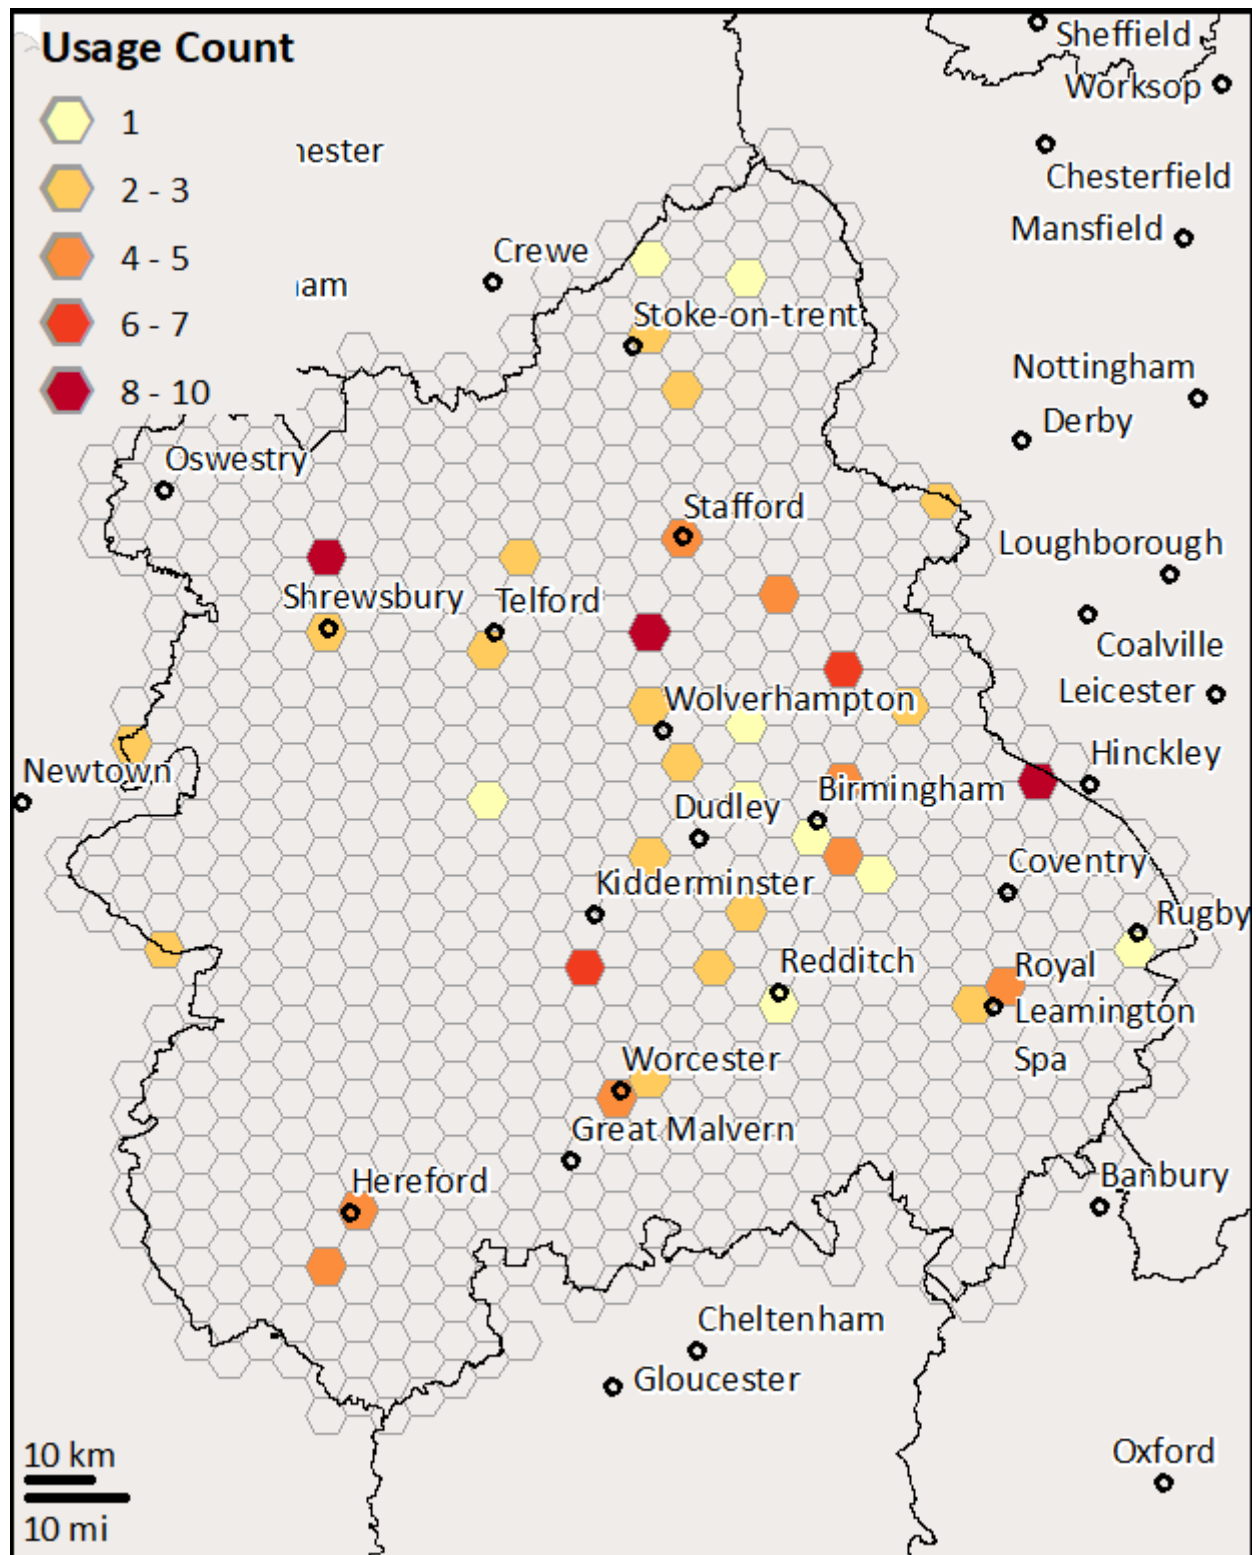 Usage Count
1
2 - 3
4 - 5
6 - 7
8 - 10
Sheffield
Worksop
Chesterfield
Mansfield
Crewe
Stoke-on-trent
Nottingham
Derby
Oswestry
Stafford
Loughborough
Shrewsbury
Telford
Coalville
Leicester
Wolverhampton
Hinckley
Newtown
Birmingham
Dudley
Coventry
Kidderminster
Rugby
Redditch
Royal
Leamington
Spa
Worcester
Great Malvern
Hereford
Banbury
Cheltenham
Gloucester
Oxford
10 km
10 mi